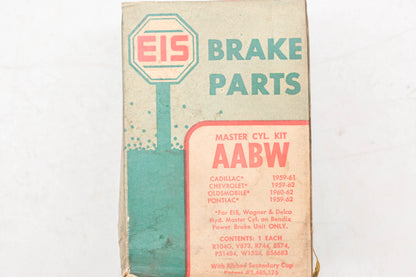 EIS
BRAKE
PARTS
MASTER CYL. KIT
AABW
CADILLAC* 1959-61
CHEVROLET* 1959-62
OLDSMOBILE* 1960-62
PONTIAC* 1959-62
*For EIS, Wagner & Delco
Hyd. Master Cyl. on Bendix
Power Brake Unit ONLY.
CONTENTS: 1 EACH
With Ribbed Secondary Cup